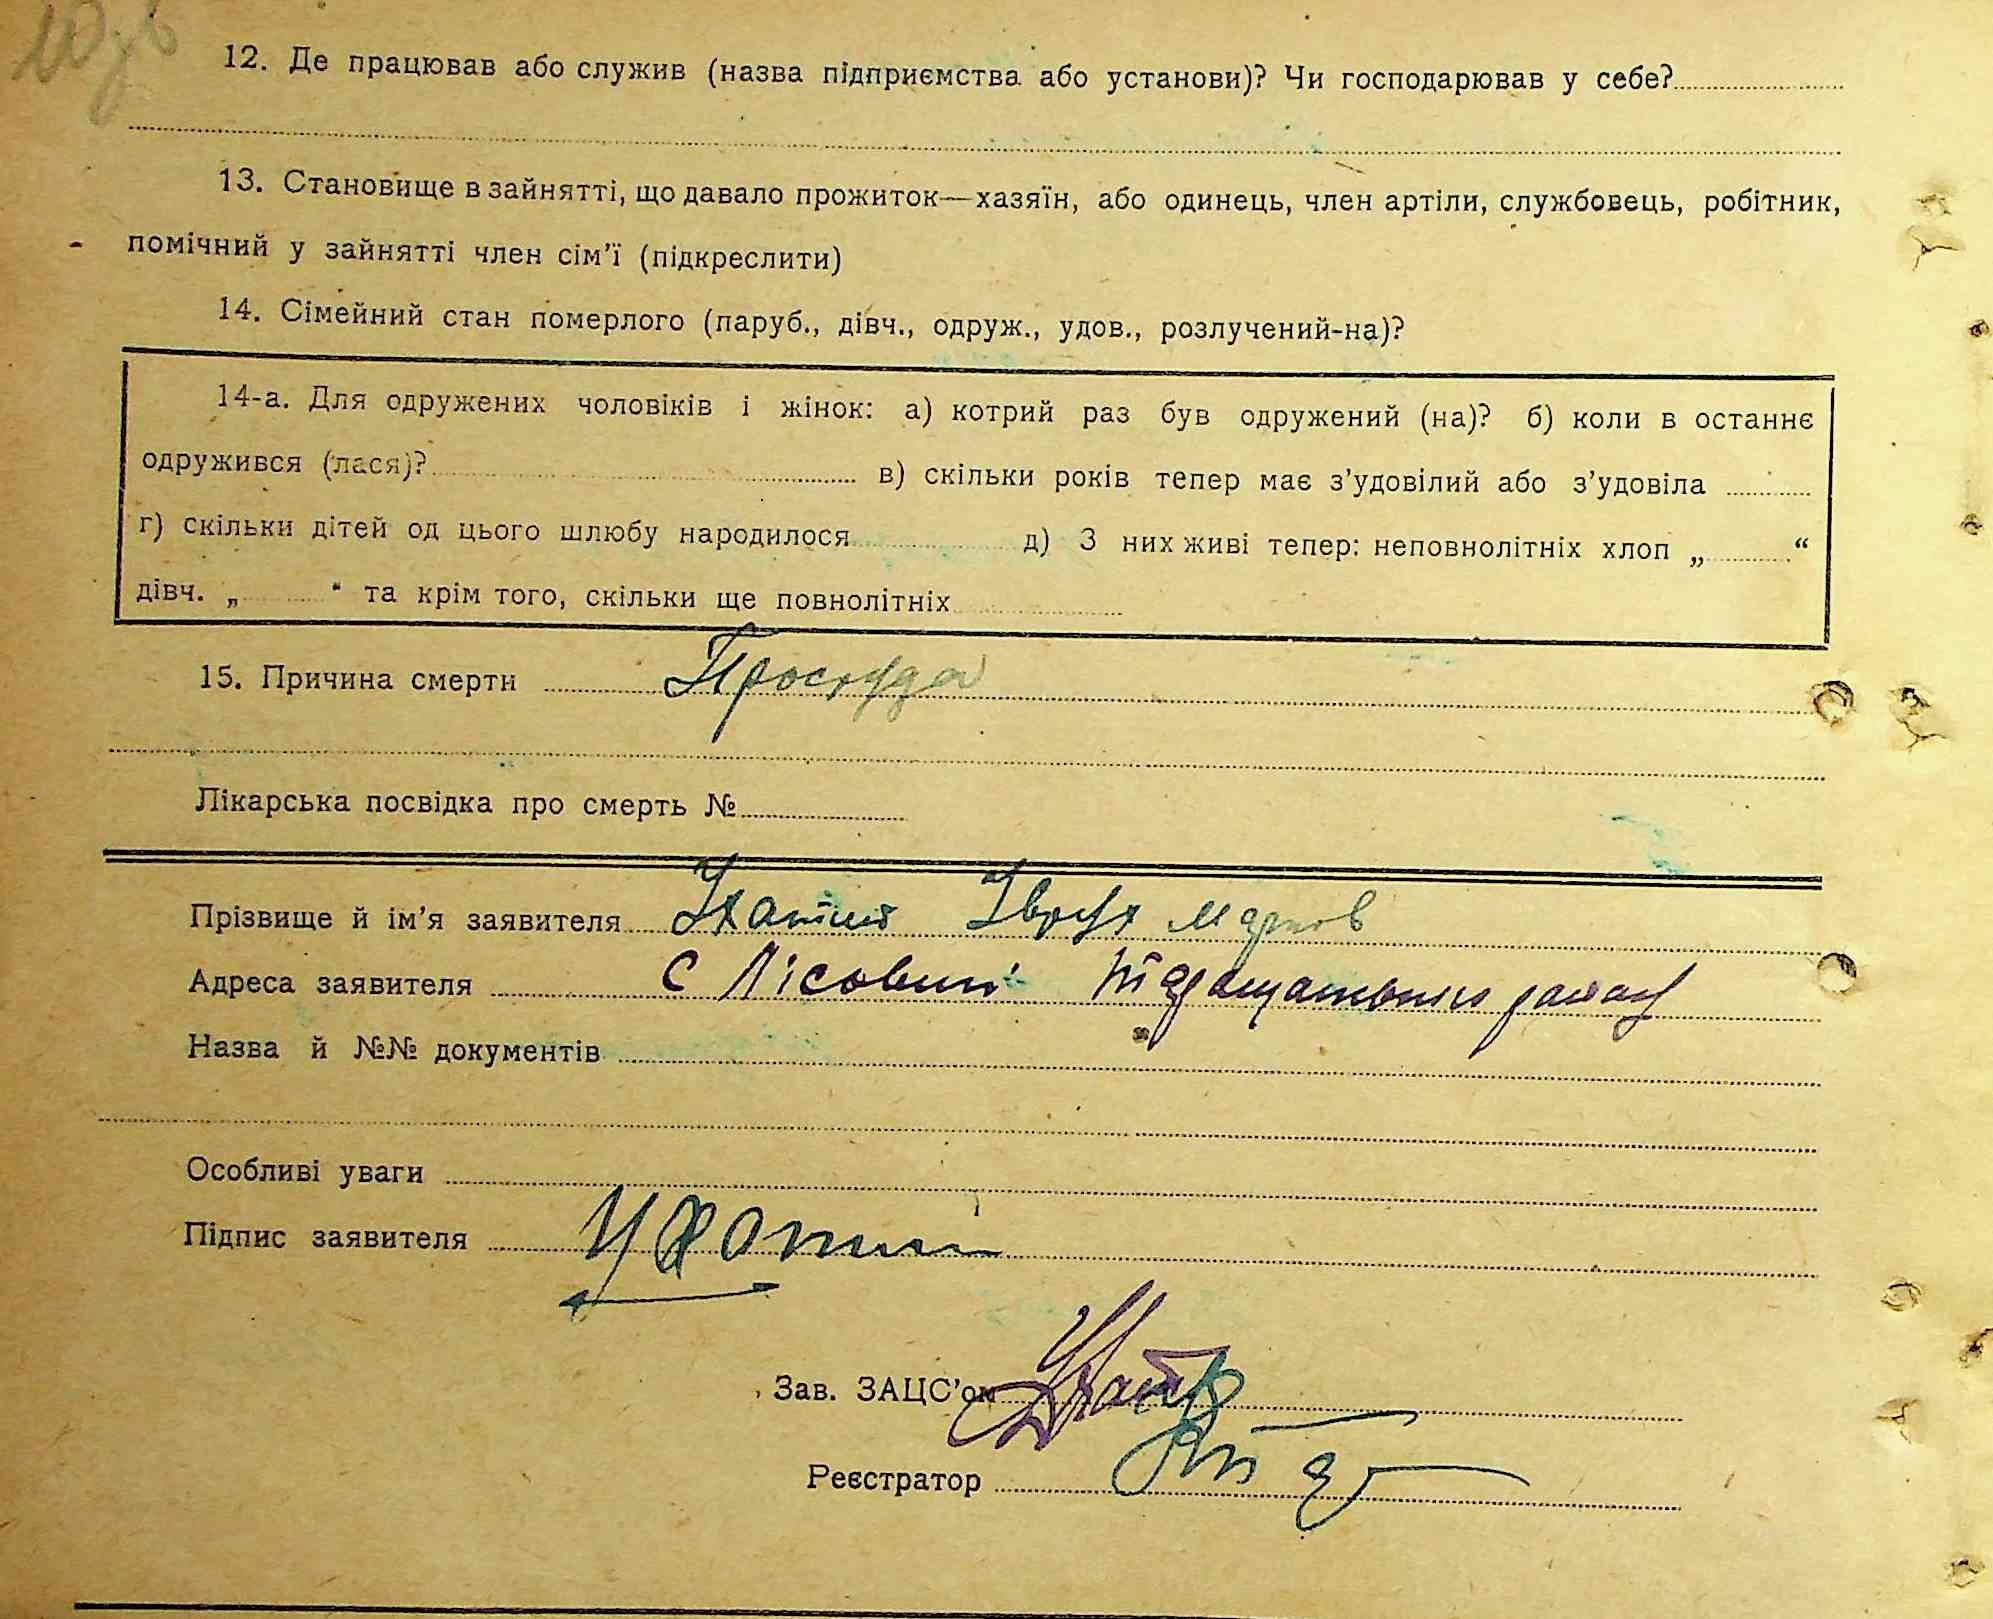 12. Де працював або служив (назва підприємства або установи)? Чи господарював у себе?
13. Становище в зайнятті, що давало прожиток—хазяїн, або одинець, член артіли, службовець, робітник,
помічний у зайнятті член сім'ї (підкреслити)
14. Сімейний стан померлого (паруб., дівч., одруж., удов., розлучений-на)?
14-а. Для одружених чоловіків і жінок: а) котрий раз був одружений (на)? б) коли в останнє
одружився (лася)? в) скільки років тепер має з'удовілий або з'удовіла
г) скільки дітей од цього шлюбу народилося д) З них живі тепер: неповнолітніх хлоп „ “
дівч. „ “ та крім того, скільки ще повнолітніх
15. Причина смерти Простуда
Лікарська посвідка про смерть №
Прізвище й ім'я заявителя
Адреса заявителя С Лісовий
Назва й №№ документів
Особливі уваги
Підпис заявителя
Зав. ЗАЦС'ом
Реєстратор